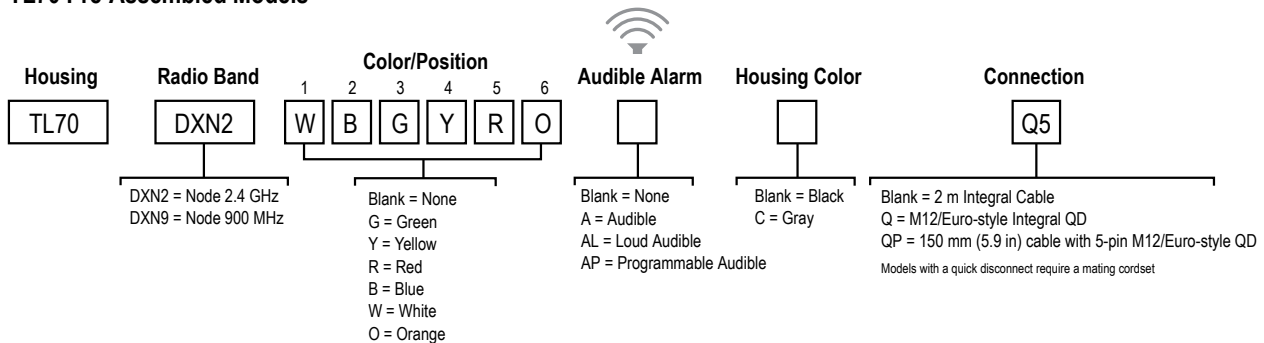 TL70 Pre-Assembled Models
Housing
Radio Band
Color/Position
Audible Alarm
Housing Color
Connection
1 2 3 4 5 6
TL70
DXN2
W B G Y R O
Q5
DXN2 = Node 2.4 GHz
DXN9 = Node 900 MHz
Blank = None
G = Green
Y = Yellow
R = Red
B = Blue
W = White
O = Orange
Blank = None
A = Audible
AL = Loud Audible
AP = Programmable Audible
Blank = Black
C = Gray
Blank = 2 m Integral Cable
Q = M12/Euro-style Integral QD
QP = 150 mm (5.9 in) cable with 5-pin M12/Euro-style QD
Models with a quick disconnect require a mating cordset